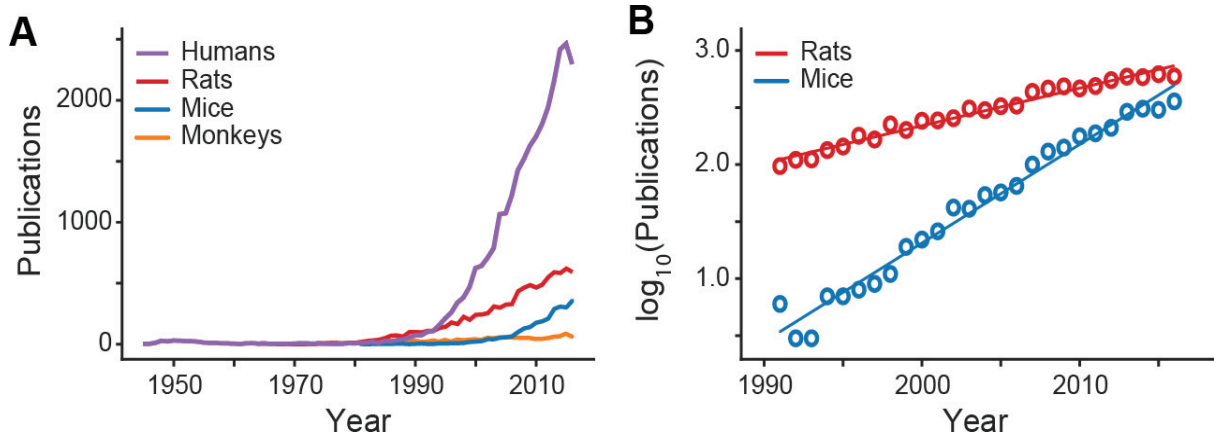 A
Humans
Rats
Mice
Monkeys
Publications
2000
1000
0
1950
1970
1990
2010
Year
B
Rats
Mice
log10(Publications)
3.0
2.0
1.0
1990
2000
2010
Year